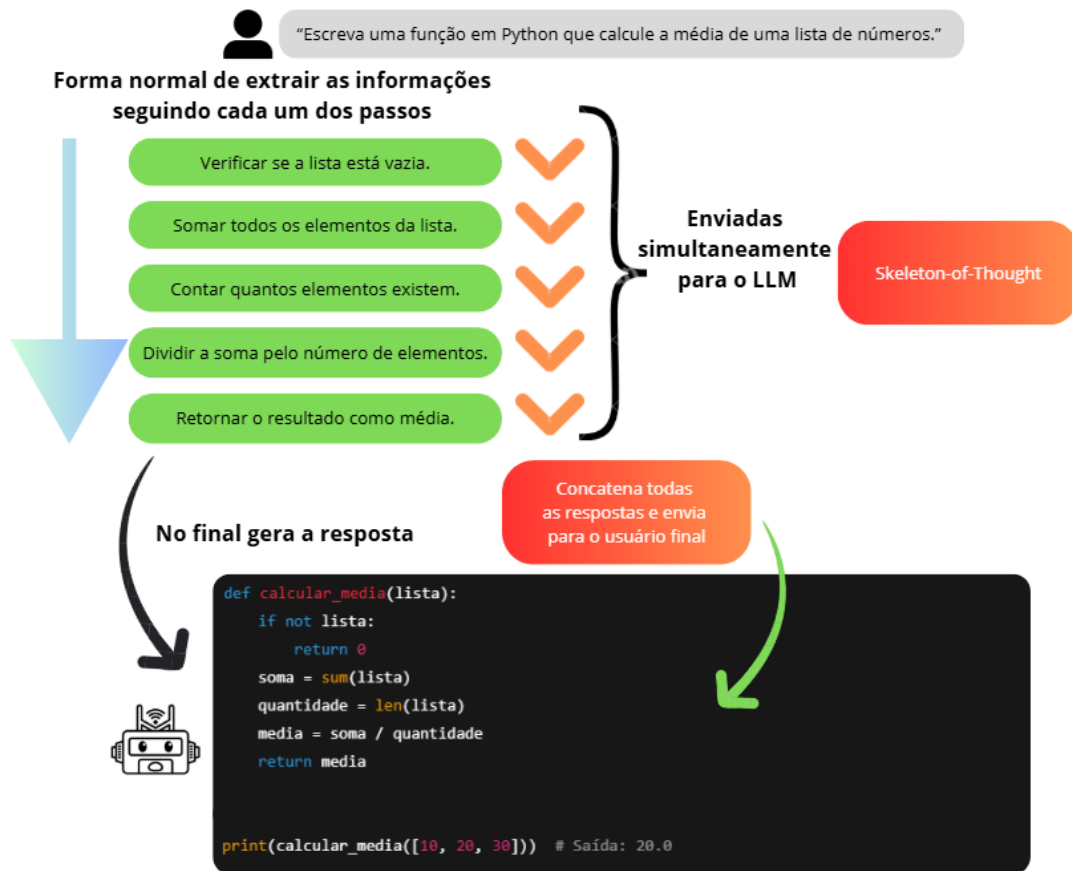 “Escreva uma função em Python que calcule a média de uma lista de números.”
Forma normal de extrair as informações
seguindo cada um dos passos
Verificar se a lista está vazia.
Somar todos os elementos da lista.
Contar quantos elementos existem.
Dividir a soma pelo número de elementos.
Retornar o resultado como média.
Enviadas
simultaneamente
para o LLM
Skeleton-of-Thought
No final gera a resposta
Concatena todas
as respostas e envia
para o usuário final
def calcular_media(lista):
    if not lista:
        return 0
    soma = sum(lista)
    quantidade = len(lista)
    media = soma / quantidade
    return media
print(calcular_media([10, 20, 30]))  # Saída: 20.0